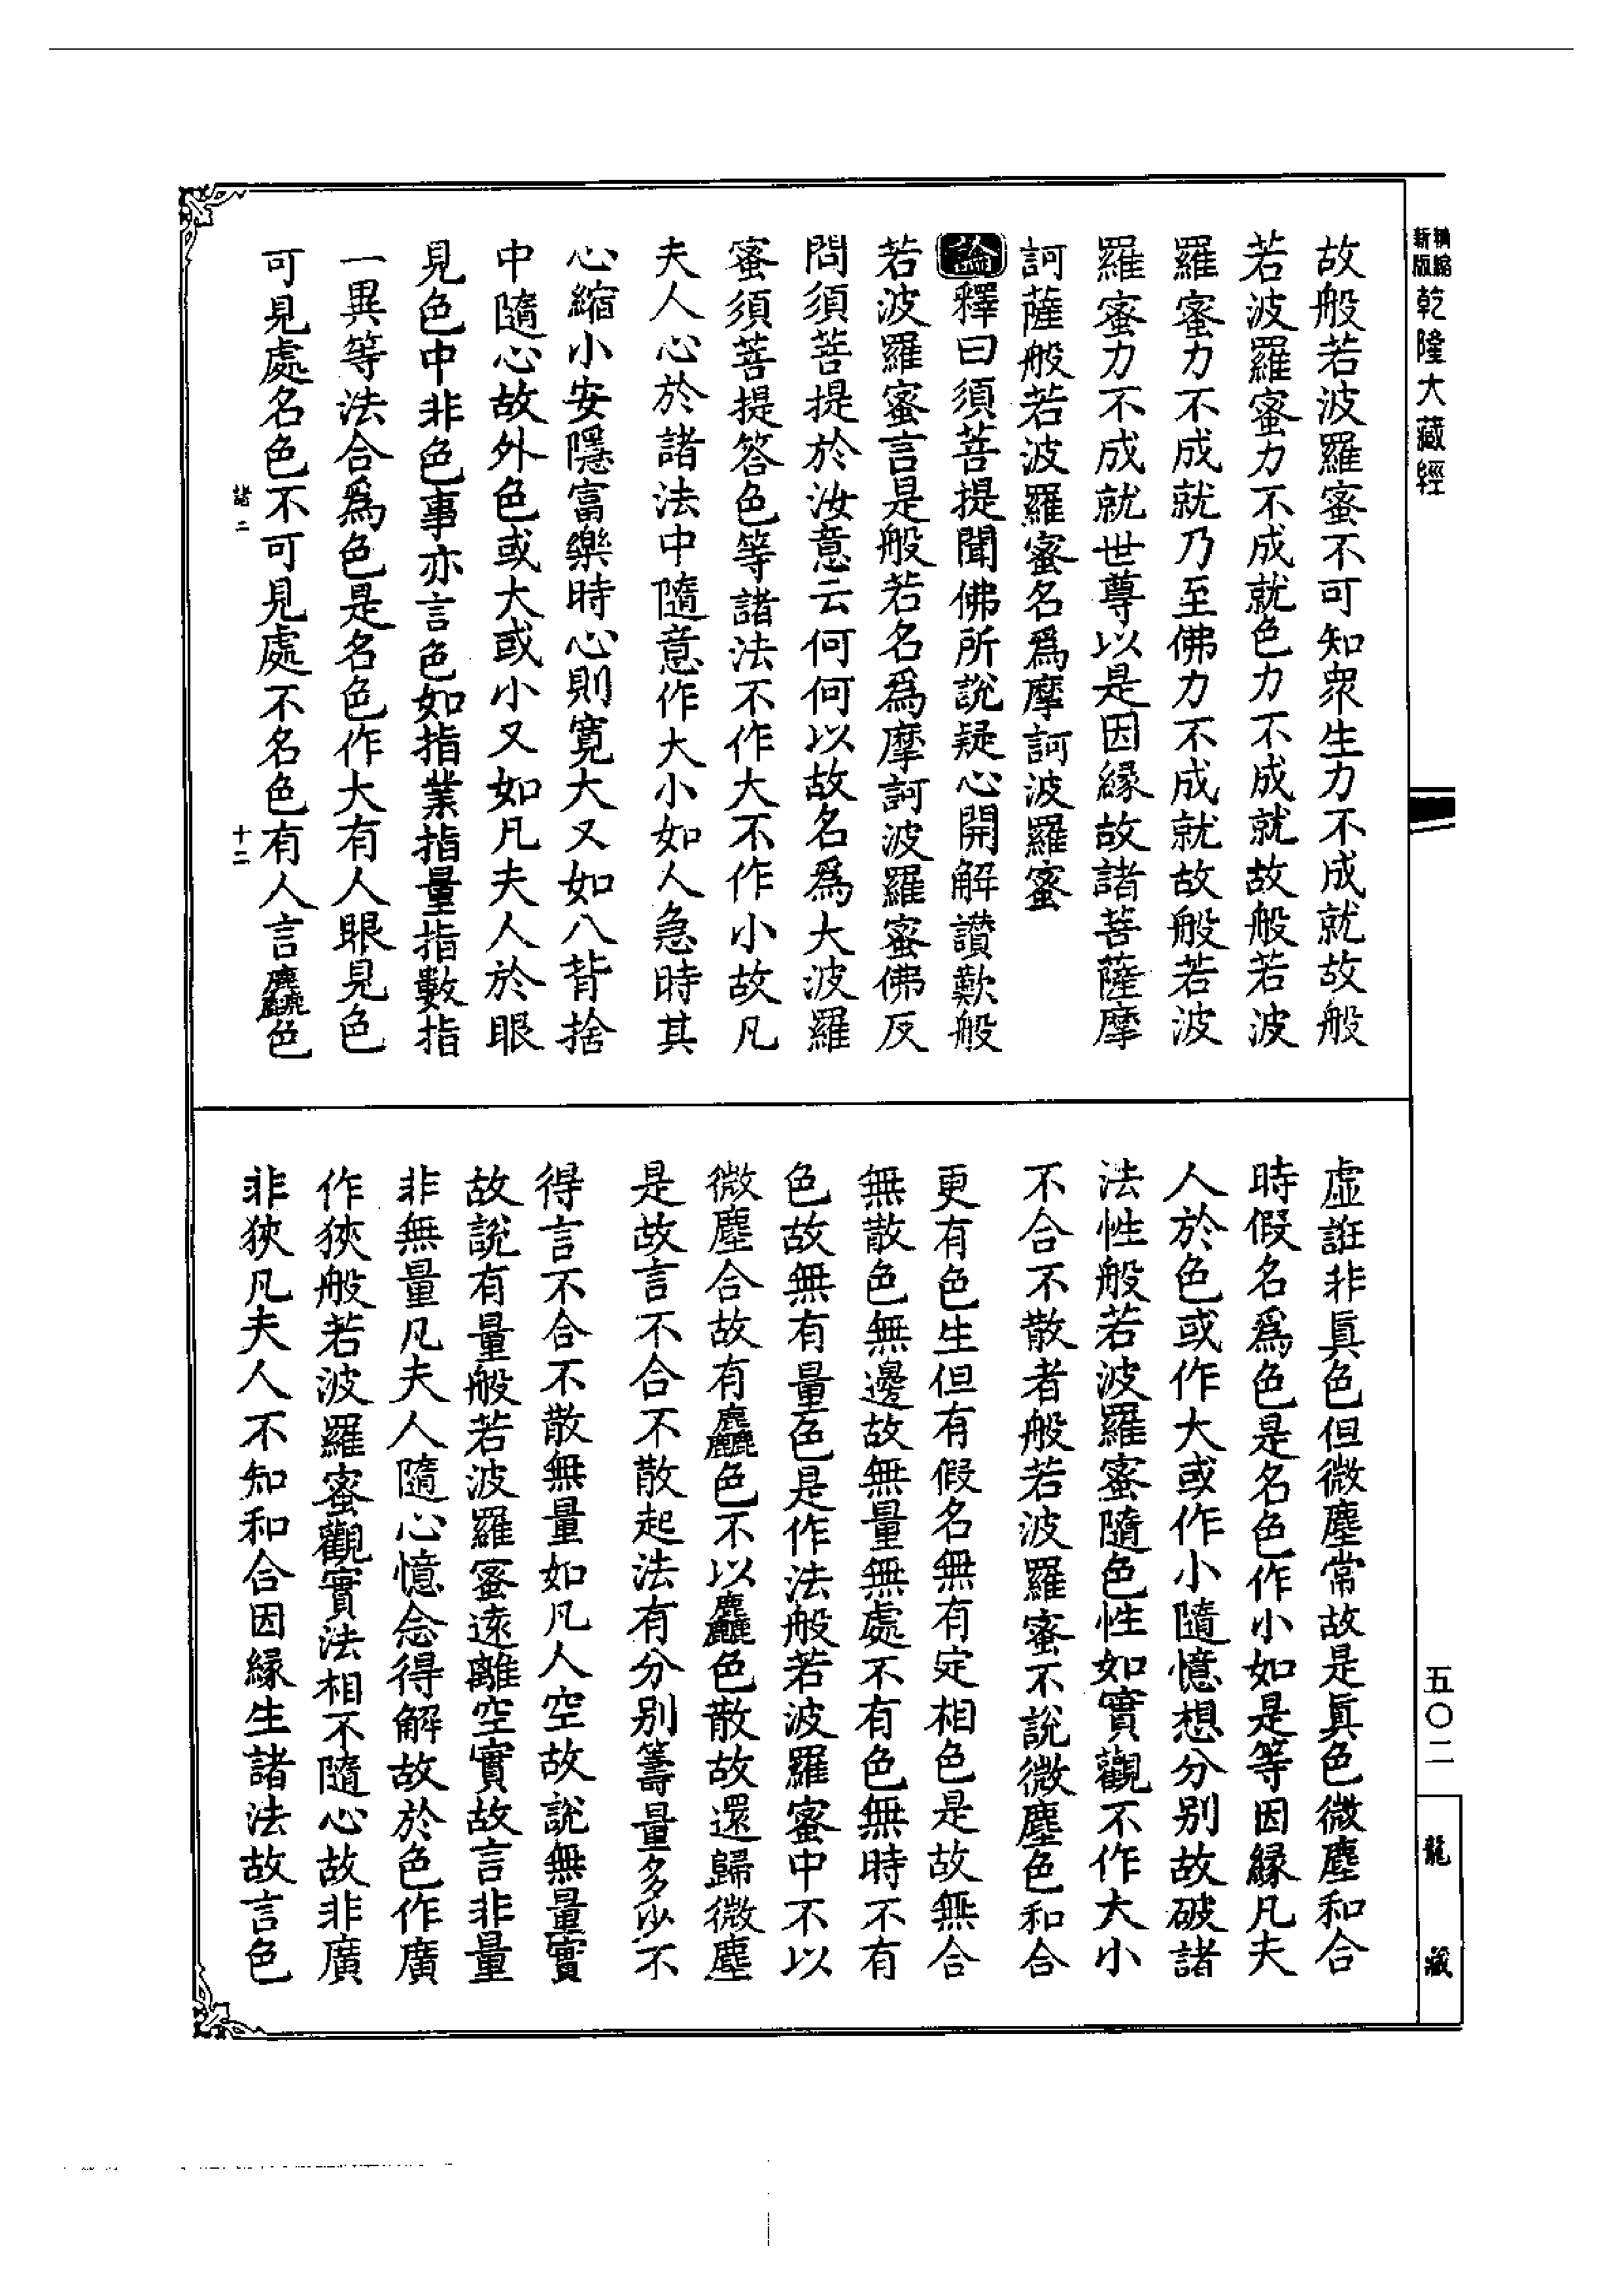 精縮
新版
乾隆大藏經
故般若波羅蜜不可知衆生力不成就故般
若波羅蜜力不成就色力不成就故般若波
羅蜜力不成就乃至佛力不成就故般若波
羅蜜力不成就世尊以是因緣故諸菩薩摩
訶薩般若波羅蜜名爲摩訶波羅蜜
論釋曰須菩提聞佛所說疑心開解讚歎般
若波羅蜜言是般若名爲摩訶波羅蜜佛反
問須菩提於汝意云何何以故名爲大波羅
蜜須菩提答色等諸法不作大不作小故凡
夫人心於諸法中隨意作大小如人急時其
心縮小安隱富樂時心則寬大又如八背捨
中隨心故外色或大或小又如凡夫人於眼
見色中非色事亦言色如指業指量指數指
一異等法合爲色是名色作大有人眼見色
可見處名色不可見處不名色有人言麤色
諸二
十二
虛誑非眞色但微塵常故是眞色微塵和合
時假名爲色是名色作小如是等因緣凡夫
人於色或作大或作小隨憶想分別故破諸
法性般若波羅蜜隨色性如實觀不作大小
不合不散者般若波羅蜜不說微塵色和合
更有色生但有假名無有定相色是故無合
無散色無邊故無量無處不有色無時不有
色故無有量色是作法般若波羅蜜中不以
微塵合故有麤色不以麤色散故還歸微塵
是故言不合不散起法有分別籌量多少不
得言不合不散無量如凡人空故說無量實
故說有量般若波羅蜜遠離空實故言非量
非無量凡夫人隨心憶念得解故於色作廣
作狹般若波羅蜜觀實法相不隨心故非廣
非狹凡夫人不知和合因緣生諸法故言色
五〇二
龍藏